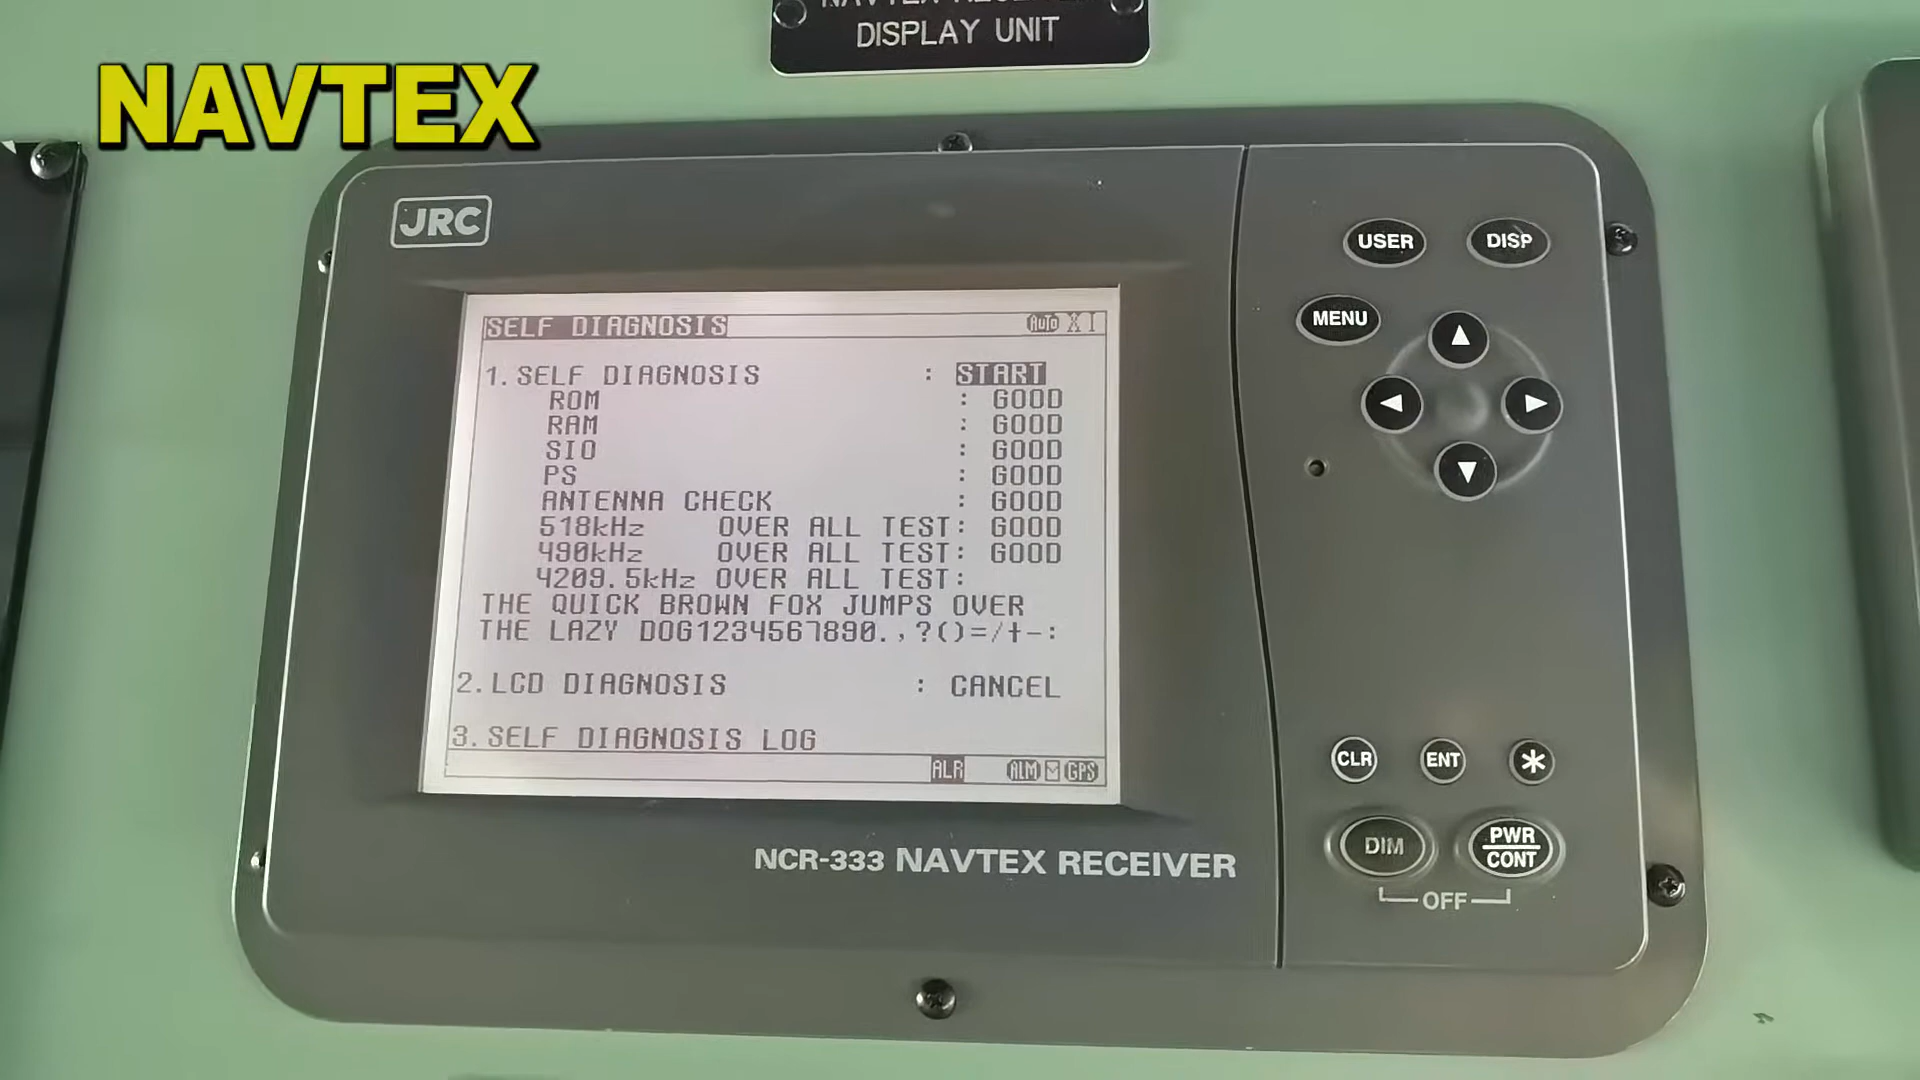 NAVTEX RECEIVER
DISPLAY UNIT
NAVTEX
JRC
USER
DISP
MENU
SELF DIAGNOSIS
Auto
1.SELF DIAGNOSIS : START
ROM : GOOD
RAM : GOOD
SIO : GOOD
PS : GOOD
ANTENNA CHECK : GOOD
518kHz OVER ALL TEST: GOOD
490kHz OVER ALL TEST: GOOD
4209.5kHz OVER ALL TEST:
THE QUICK BROWN FOX JUMPS OVER
THE LAZY DOG1234567890.,?()=/+-:
2.LCD DIAGNOSIS : CANCEL
3.SELF DIAGNOSIS LOG
ALR ALM GPS
CLR
ENT
*
DIM
PWR
CONT
OFF
NCR-333 NAVTEX RECEIVER